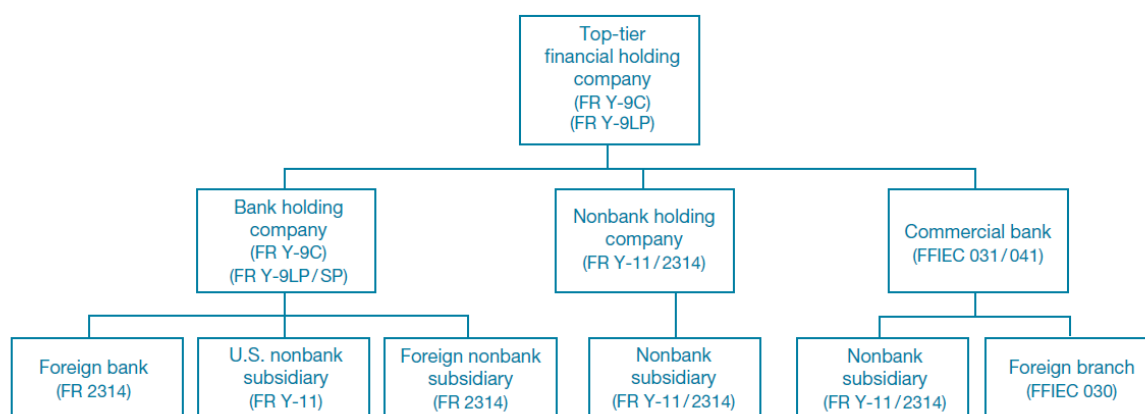 Top-tier
financial holding
company
(FR Y-9C)
(FR Y-9LP)
Bank holding
company
(FR Y-9C)
(FR Y-9LP/SP)
Nonbank holding
company
(FR Y-11/2314)
Commercial bank
(FFIEC 031/041)
Foreign bank
(FR 2314)
U.S. nonbank
subsidiary
(FR Y-11)
Foreign nonbank
subsidiary
(FR 2314)
Nonbank
subsidiary
(FR Y-11/2314)
Nonbank
subsidiary
(FR Y-11/2314)
Foreign branch
(FFIEC 030)